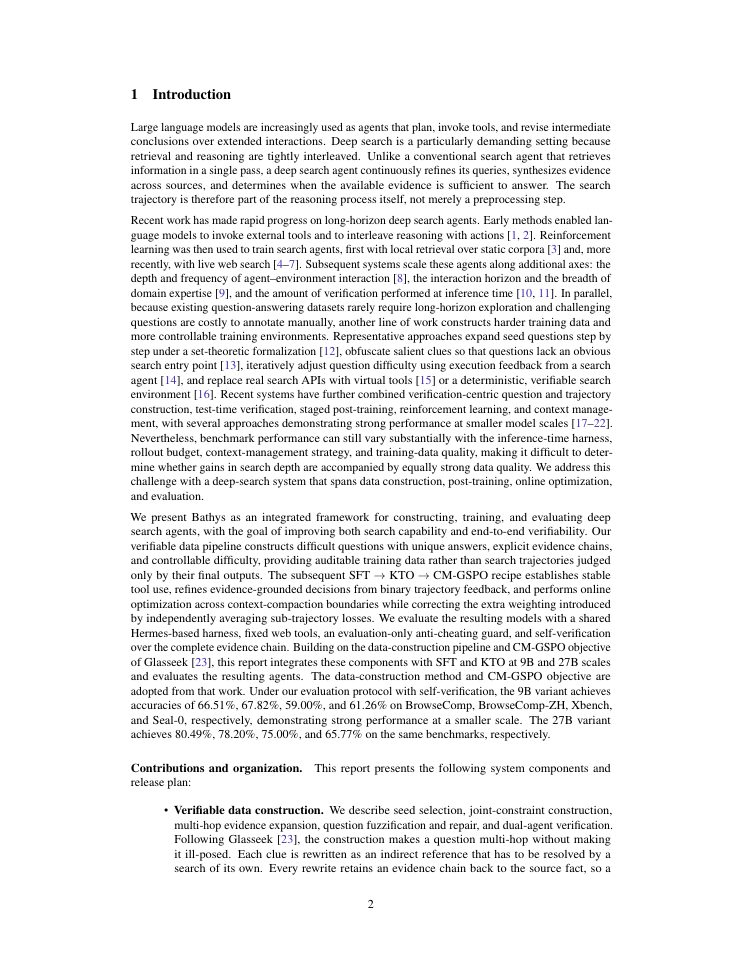 1 Introduction
Large language models are increasingly used as agents that plan, invoke tools, and revise intermediate
conclusions over extended interactions. Deep search is a particularly demanding setting because
retrieval and reasoning are tightly interleaved. Unlike a conventional search agent that retrieves
information in a single pass, a deep search agent continuously refines its queries, synthesizes evidence
across sources, and determines when the available evidence is sufficient to answer. The search
trajectory is therefore part of the reasoning process itself, not merely a preprocessing step.
Recent work has made rapid progress on long-horizon deep search agents. Early methods enabled lan-
guage models to invoke external tools and to interleave reasoning with actions [1, 2]. Reinforcement
learning was then used to train search agents, first with local retrieval over static corpora [3] and, more
recently, with live web search [4–7]. Subsequent systems scale these agents along additional axes: the
depth and frequency of agent–environment interaction [8], the interaction horizon and the breadth of
domain expertise [9], and the amount of verification performed at inference time [10, 11]. In parallel,
because existing question-answering datasets rarely require long-horizon exploration and challenging
questions are costly to annotate manually, another line of work constructs harder training data and
more controllable training environments. Representative approaches expand seed questions step by
step under a set-theoretic formalization [12], obfuscate salient clues so that questions lack an obvious
search entry point [13], iteratively adjust question difficulty using execution feedback from a search
agent [14], and replace real search APIs with virtual tools [15] or a deterministic, verifiable search
environment [16]. Recent systems have further combined verification-centric question and trajectory
construction, test-time verification, staged post-training, reinforcement learning, and context manage-
ment, with several approaches demonstrating strong performance at smaller model scales [17–22].
Nevertheless, benchmark performance can still vary substantially with the inference-time harness,
rollout budget, context-management strategy, and training-data quality, making it difficult to deter-
mine whether gains in search depth are accompanied by equally strong data quality. We address this
challenge with a deep-search system that spans data construction, post-training, online optimization,
and evaluation.
We present Bathys as an integrated framework for constructing, training, and evaluating deep
search agents, with the goal of improving both search capability and end-to-end verifiability. Our
verifiable data pipeline constructs difficult questions with unique answers, explicit evidence chains,
and controllable difficulty, providing auditable training data rather than search trajectories judged
only by their final outputs. The subsequent SFT → KTO → CM-GSPO recipe establishes stable
tool use, refines evidence-grounded decisions from binary trajectory feedback, and performs online
optimization across context-compaction boundaries while correcting the extra weighting introduced
by independently averaging sub-trajectory losses. We evaluate the resulting models with a shared
Hermes-based harness, fixed web tools, an evaluation-only anti-cheating guard, and self-verification
over the complete evidence chain. Building on the data-construction pipeline and CM-GSPO objective
of Glasseek [23], this report integrates these components with SFT and KTO at 9B and 27B scales
and evaluates the resulting agents. The data-construction method and CM-GSPO objective are
adopted from that work. Under our evaluation protocol with self-verification, the 9B variant achieves
accuracies of 66.51%, 67.82%, 59.00%, and 61.26% on BrowseComp, BrowseComp-ZH, Xbench,
and Seal-0, respectively, demonstrating strong performance at a smaller scale. The 27B variant
achieves 80.49%, 78.20%, 75.00%, and 65.77% on the same benchmarks, respectively.
Contributions and organization. This report presents the following system components and
release plan:
• Verifiable data construction. We describe seed selection, joint-constraint construction,
multi-hop evidence expansion, question fuzzification and repair, and dual-agent verification.
Following Glasseek [23], the construction makes a question multi-hop without making
it ill-posed. Each clue is rewritten as an indirect reference that has to be resolved by a
search of its own. Every rewrite retains an evidence chain back to the source fact, so a
2